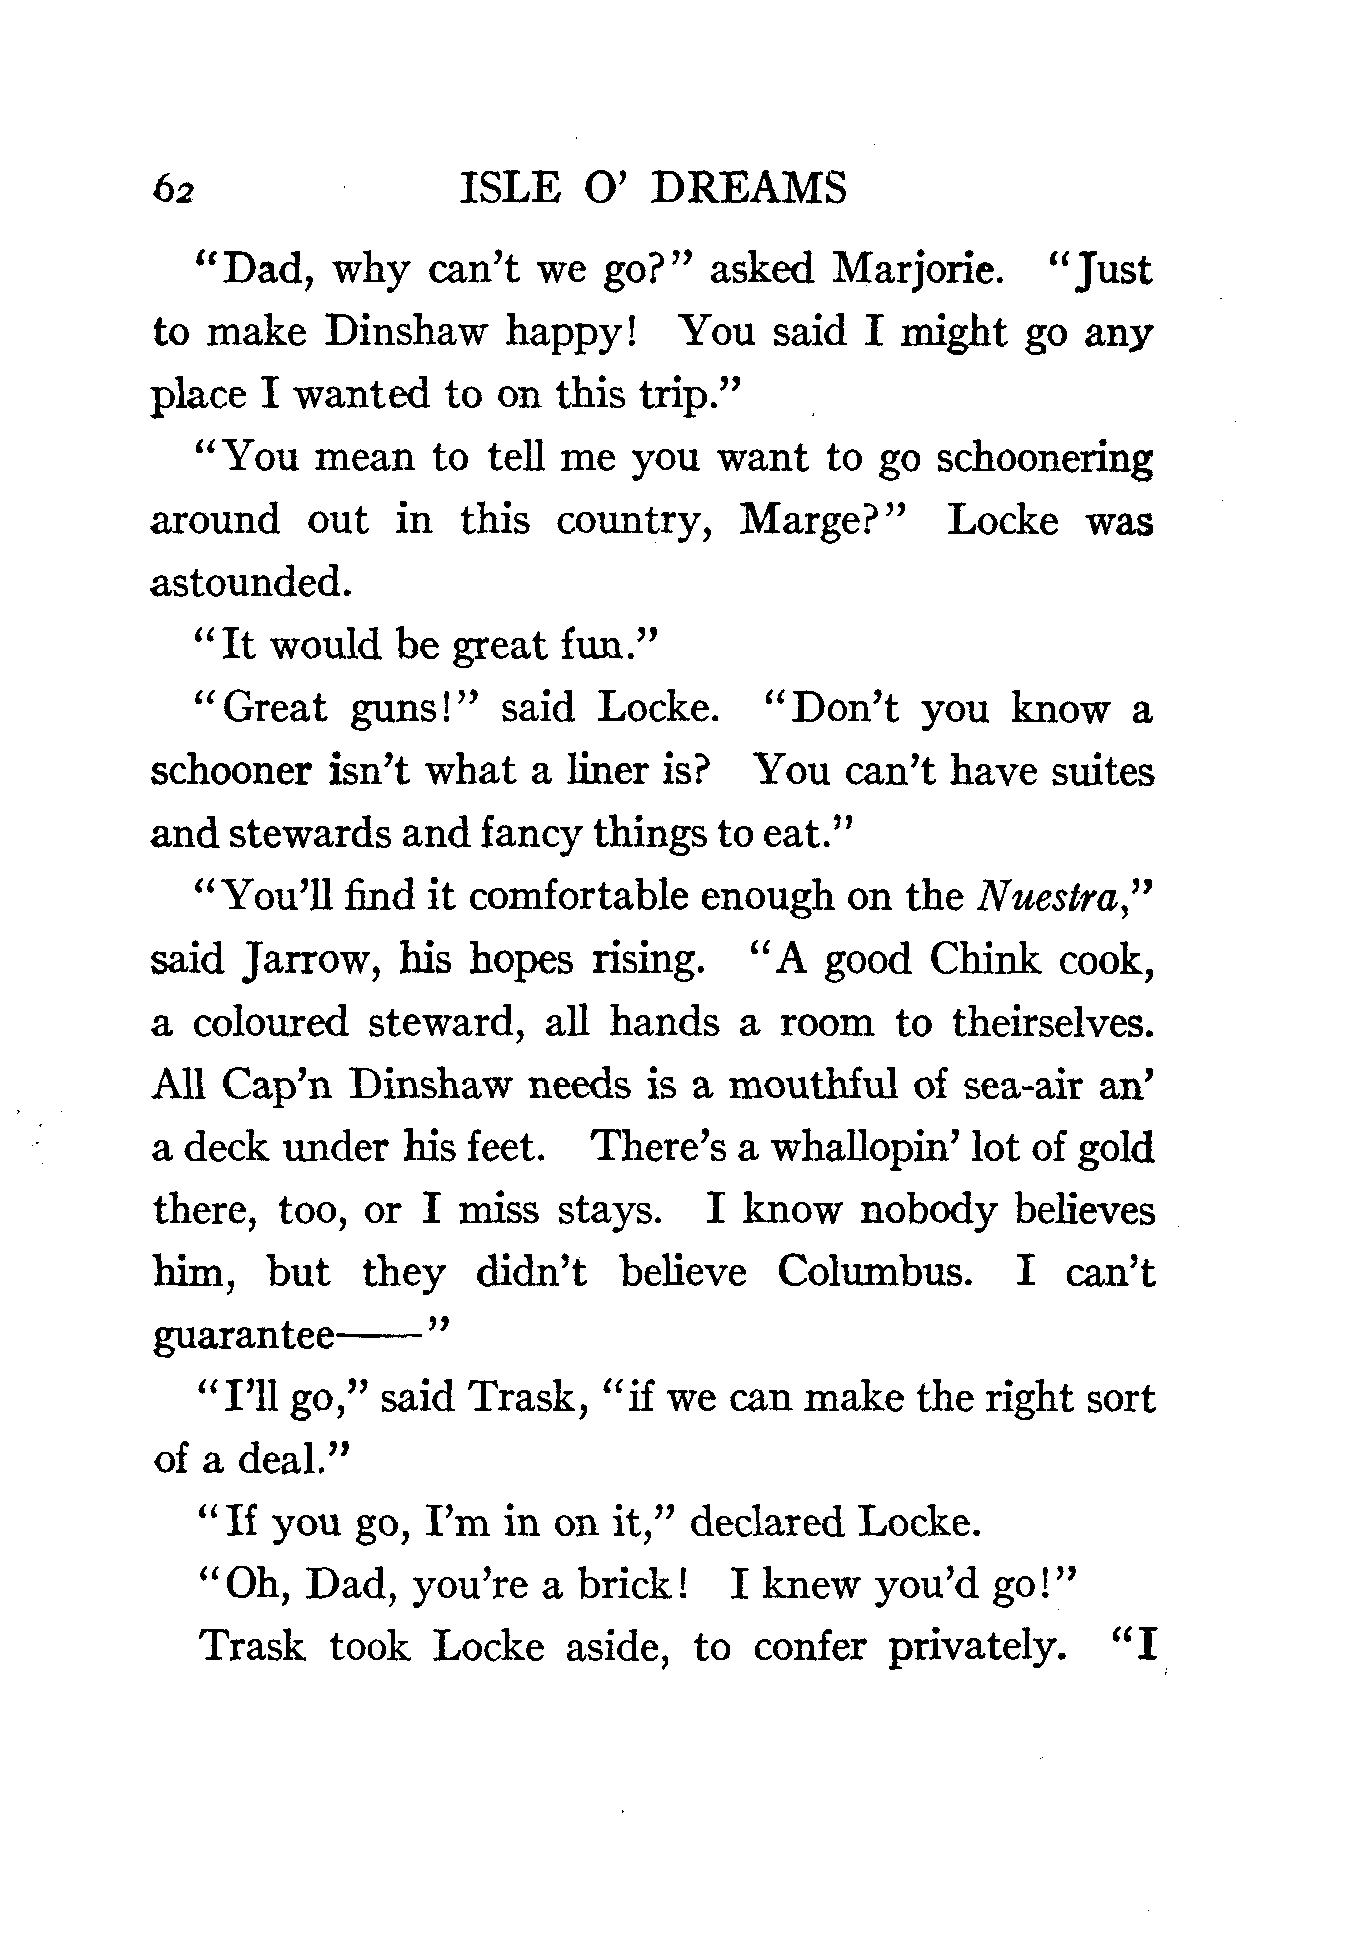 62 ISLE O' DREAMS
"Dad, why can't we go?" asked Marjorie. "Just
to make Dinshaw happy! You said I might go any
place I wanted to on this trip."
"You mean to tell me you want to go schoonering
around out in this country, Marge?" Locke was
astounded.
"It would be great fun."
"Great guns!" said Locke. "Don't you know a
schooner isn't what a liner is? You can't have suites
and stewards and fancy things to eat."
"You'll find it comfortable enough on the Nuestra,"
said Jarrow, his hopes rising. "A good Chink cook,
a coloured steward, all hands a room to theirselves.
All Cap'n Dinshaw needs is a mouthful of sea-air an'
a deck under his feet. There's a whallopin' lot of gold
there, too, or I miss stays. I know nobody believes
him, but they didn't believe Columbus. I can't
guarantee——"
"I'll go," said Trask, "if we can make the right sort
of a deal."
"If you go, I'm in on it," declared Locke.
"Oh, Dad, you're a brick! I knew you'd go!"
Trask took Locke aside, to confer privately. "I